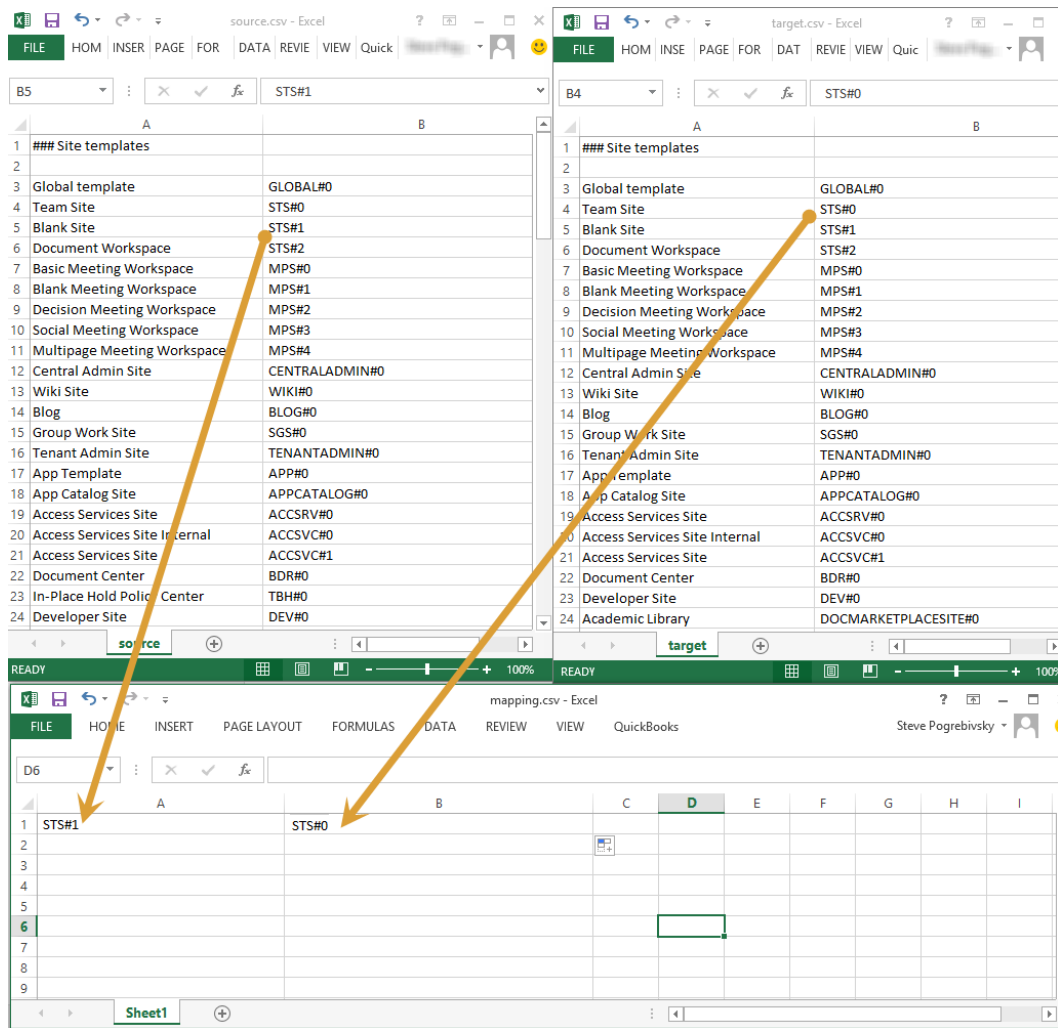 source.csv - Excel
FILE HOM INSER PAGE FOR DATA REVIE VIEW Quick
B5 fx STS#1
A B
1 ### Site templates
2
3 Global template GLOBAL#0
4 Team Site STS#0
5 Blank Site STS#1
6 Document Workspace STS#2
7 Basic Meeting Workspace MPS#0
8 Blank Meeting Workspace MPS#1
9 Decision Meeting Workspace MPS#2
10 Social Meeting Workspace MPS#3
11 Multipage Meeting Workspace MPS#4
12 Central Admin Site CENTRALADMIN#0
13 Wiki Site WIKI#0
14 Blog BLOG#0
15 Group Work Site SGS#0
16 Tenant Admin Site TENANTADMIN#0
17 App Template APP#0
18 App Catalog Site APPCATALOG#0
19 Access Services Site ACCSRV#0
20 Access Services Site Internal ACCSVC#0
21 Access Services Site ACCSVC#1
22 Document Center BDR#0
23 In-Place Hold Policy Center TBH#0
24 Developer Site DEV#0
source
READY 100%
target.csv - Excel
FILE HOM INSE PAGE FOR DAT REVIE VIEW Quic
B4 fx STS#0
A B
1 ### Site templates
2
3 Global template GLOBAL#0
4 Team Site STS#0
5 Blank Site STS#1
6 Document Workspace STS#2
7 Basic Meeting Workspace MPS#0
8 Blank Meeting Workspace MPS#1
9 Decision Meeting Workspace MPS#2
10 Social Meeting Workspace MPS#3
11 Multipage Meeting Workspace MPS#4
12 Central Admin Site CENTRALADMIN#0
13 Wiki Site WIKI#0
14 Blog BLOG#0
15 Group Work Site SGS#0
16 Tenant Admin Site TENANTADMIN#0
17 App Template APP#0
18 App Catalog Site APPCATALOG#0
19 Access Services Site ACCSRV#0
20 Access Services Site Internal ACCSVC#0
21 Access Services Site ACCSVC#1
22 Document Center BDR#0
23 Developer Site DEV#0
24 Academic Library DOCMARKETPLACESITE#0
target
READY 100%
mapping.csv - Excel
FILE HOME INSERT PAGE LAYOUT FORMULAS DATA REVIEW VIEW QuickBooks Steve Pogrebivsky
D6 fx
A B C D E F G H I
1 STS#1 STS#0
2
3
4
5
6
7
8
9
Sheet1